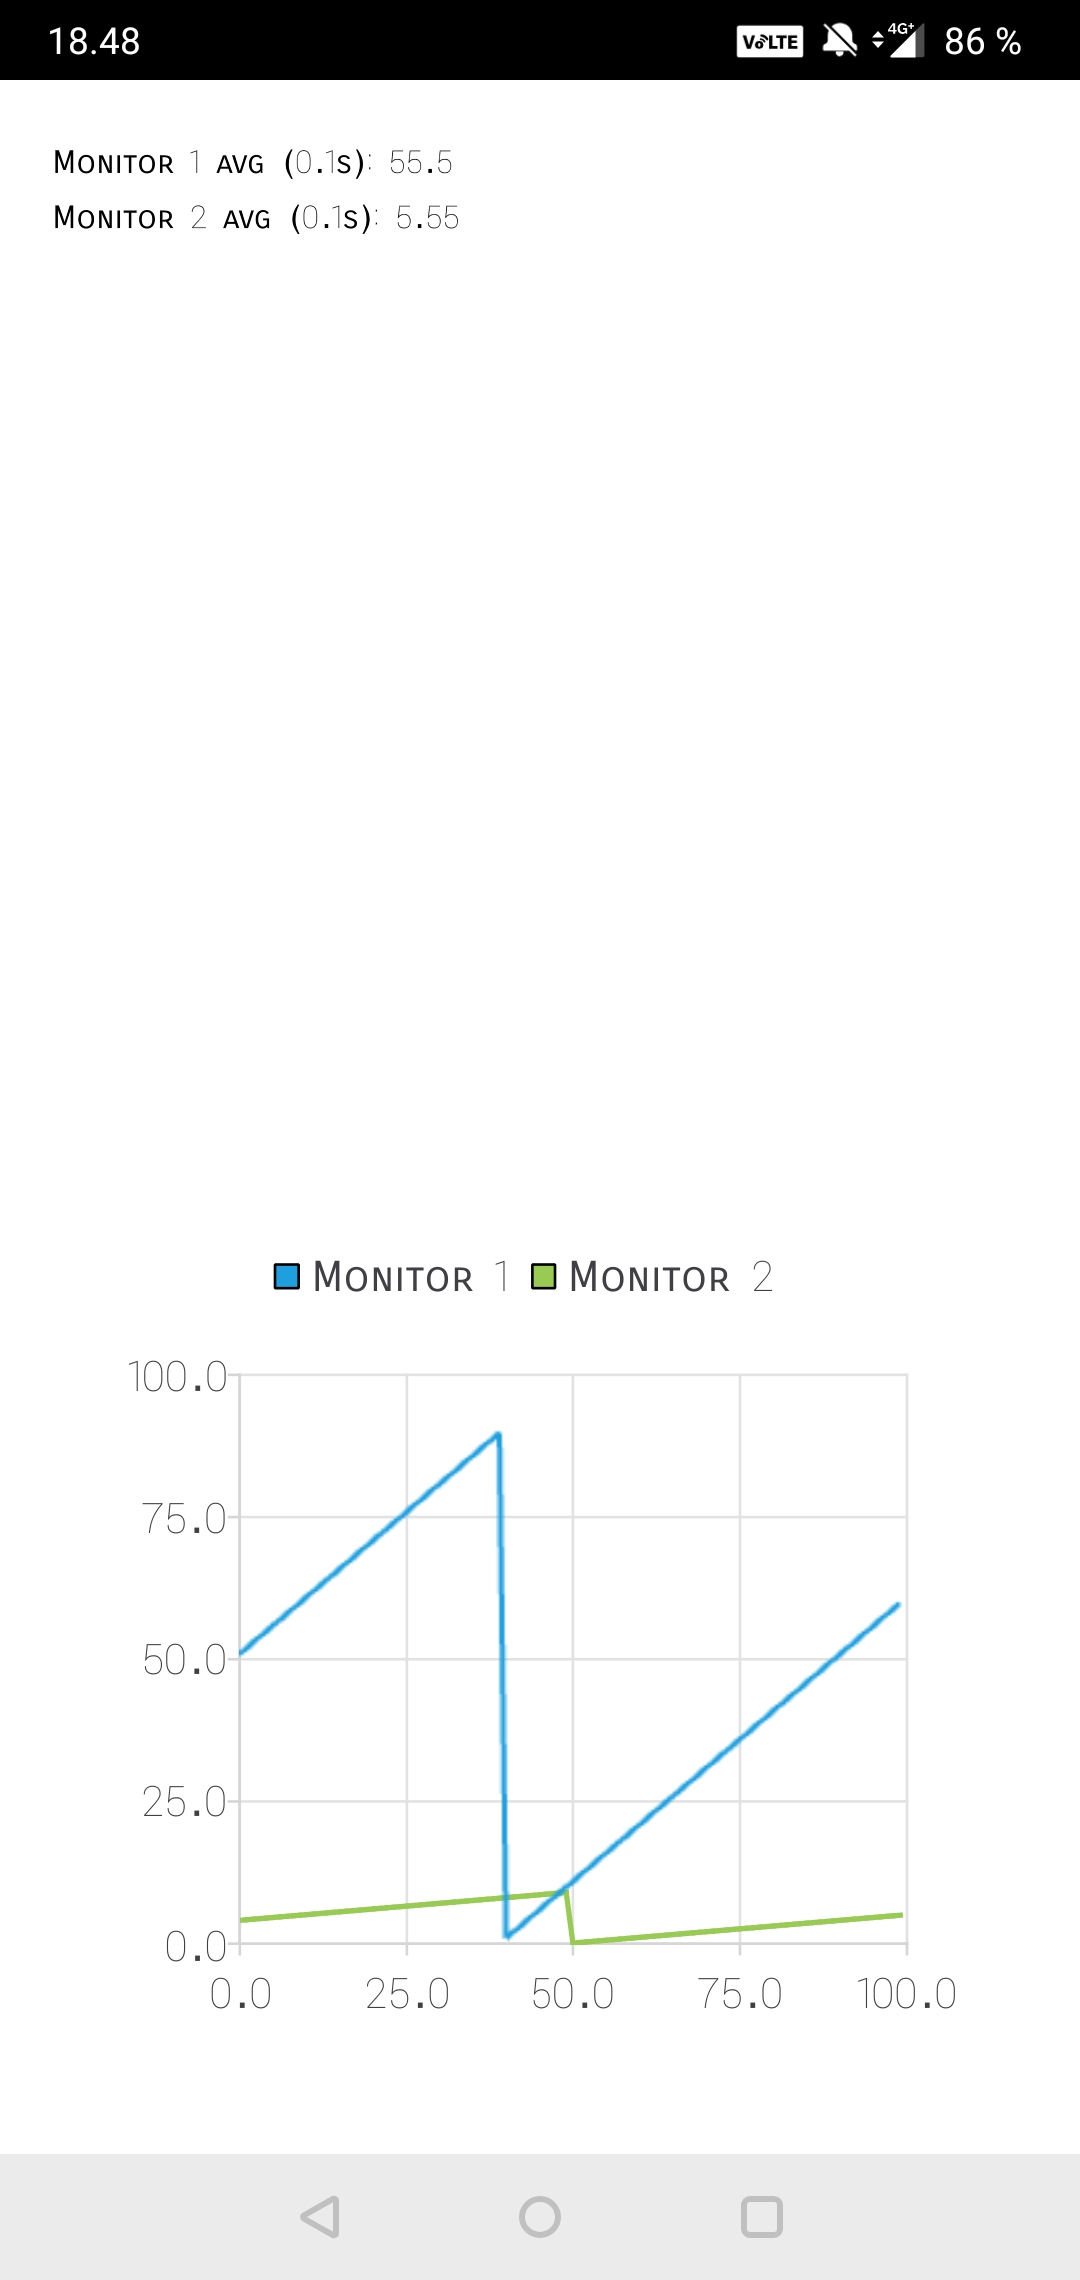 18.48 VoLTE 4G+ 86 %
Monitor 1 avg (0.1s): 55.5
Monitor 2 avg (0.1s): 5.55
Monitor 1 Monitor 2
100.0
75.0
50.0
25.0
0.0
0.0 25.0 50.0 75.0 100.0